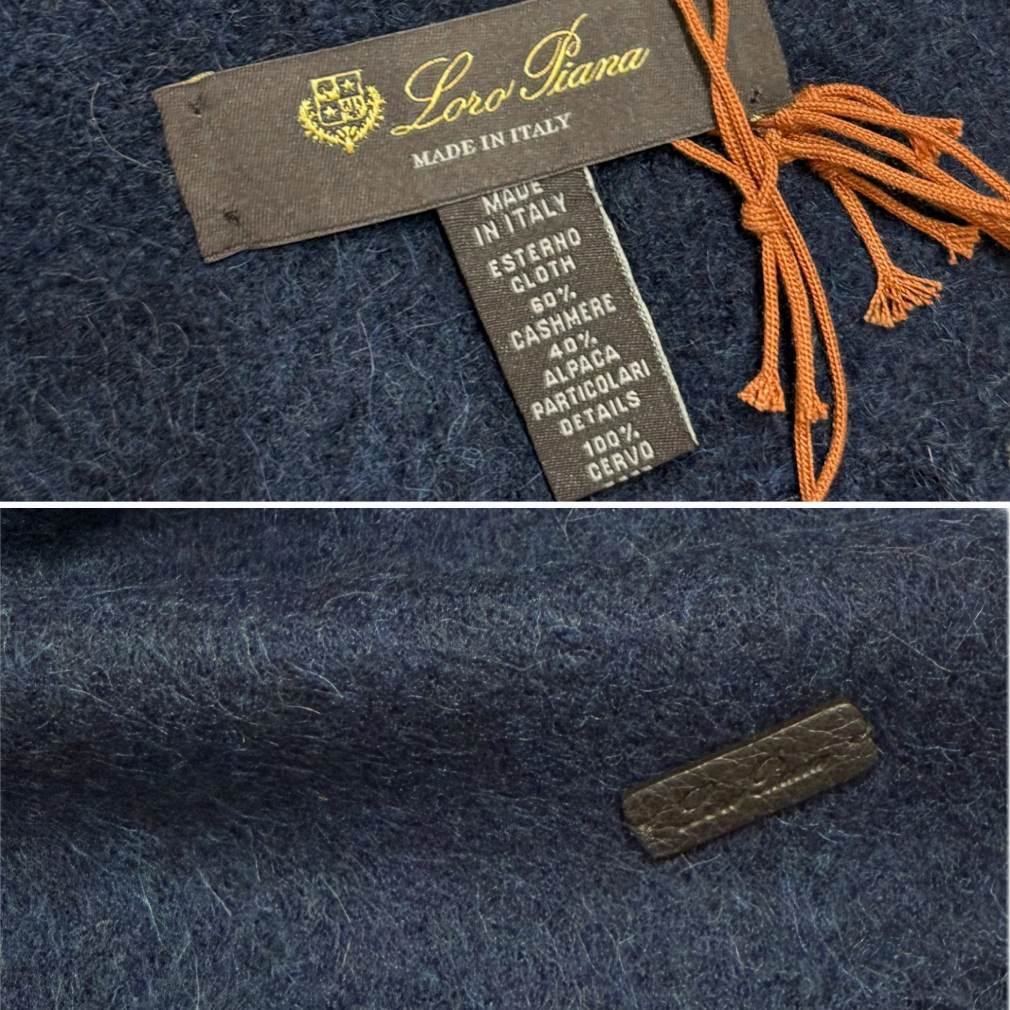 Loro Piana
MADE IN ITALY
MADE
IN ITALY
ESTERNO
CLOTH
60%
CASHMERE
40%
ALPACA
PARTICOLARI
DETAILS
100%
CERVO